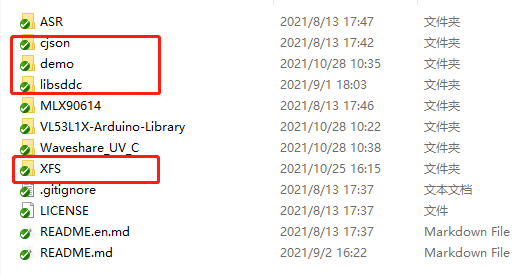 ASR 2021/8/13 17:47 文件夹
cjson 2021/8/13 17:42 文件夹
demo 2021/10/28 10:35 文件夹
libsddc 2021/9/1 18:03 文件夹
MLX90614 2021/8/13 17:46 文件夹
VL53L1X-Arduino-Library 2021/10/28 10:28 文件夹
Waveshare_UV_C 2021/10/28 10:38 文件夹
XFS 2021/10/25 16:15 文件夹
.gitignore 2021/8/13 17:37 文本文档
LICENSE 2021/8/13 17:37 文件
README.en.md 2021/8/13 17:37 Markdown File
README.md 2021/9/2 16:22 Markdown File